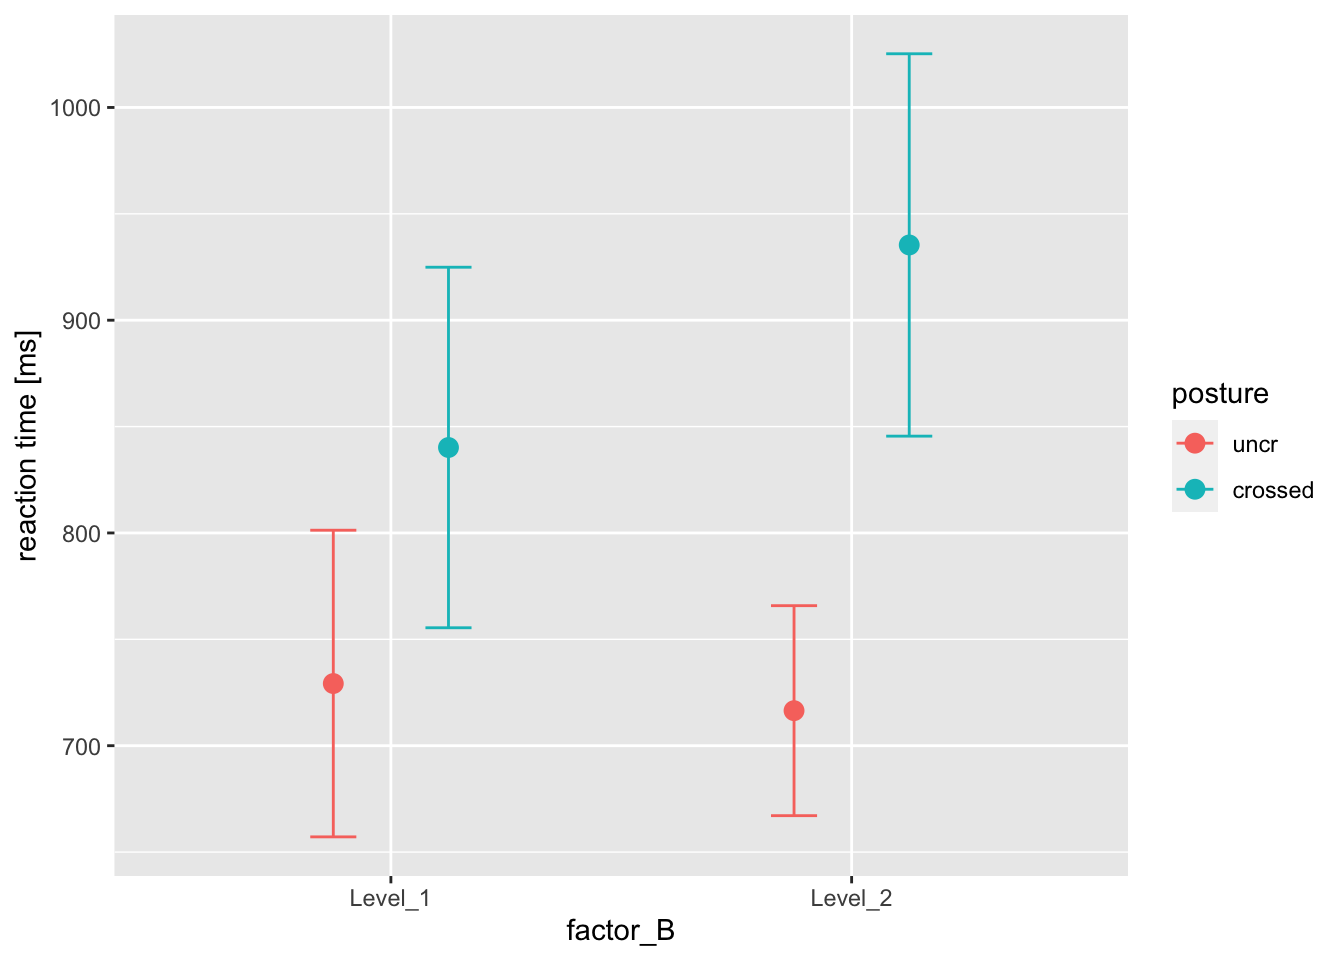 1000
900
800
700
reaction time [ms]
Level_1
Level_2
factor_B
posture
uncr
crossed